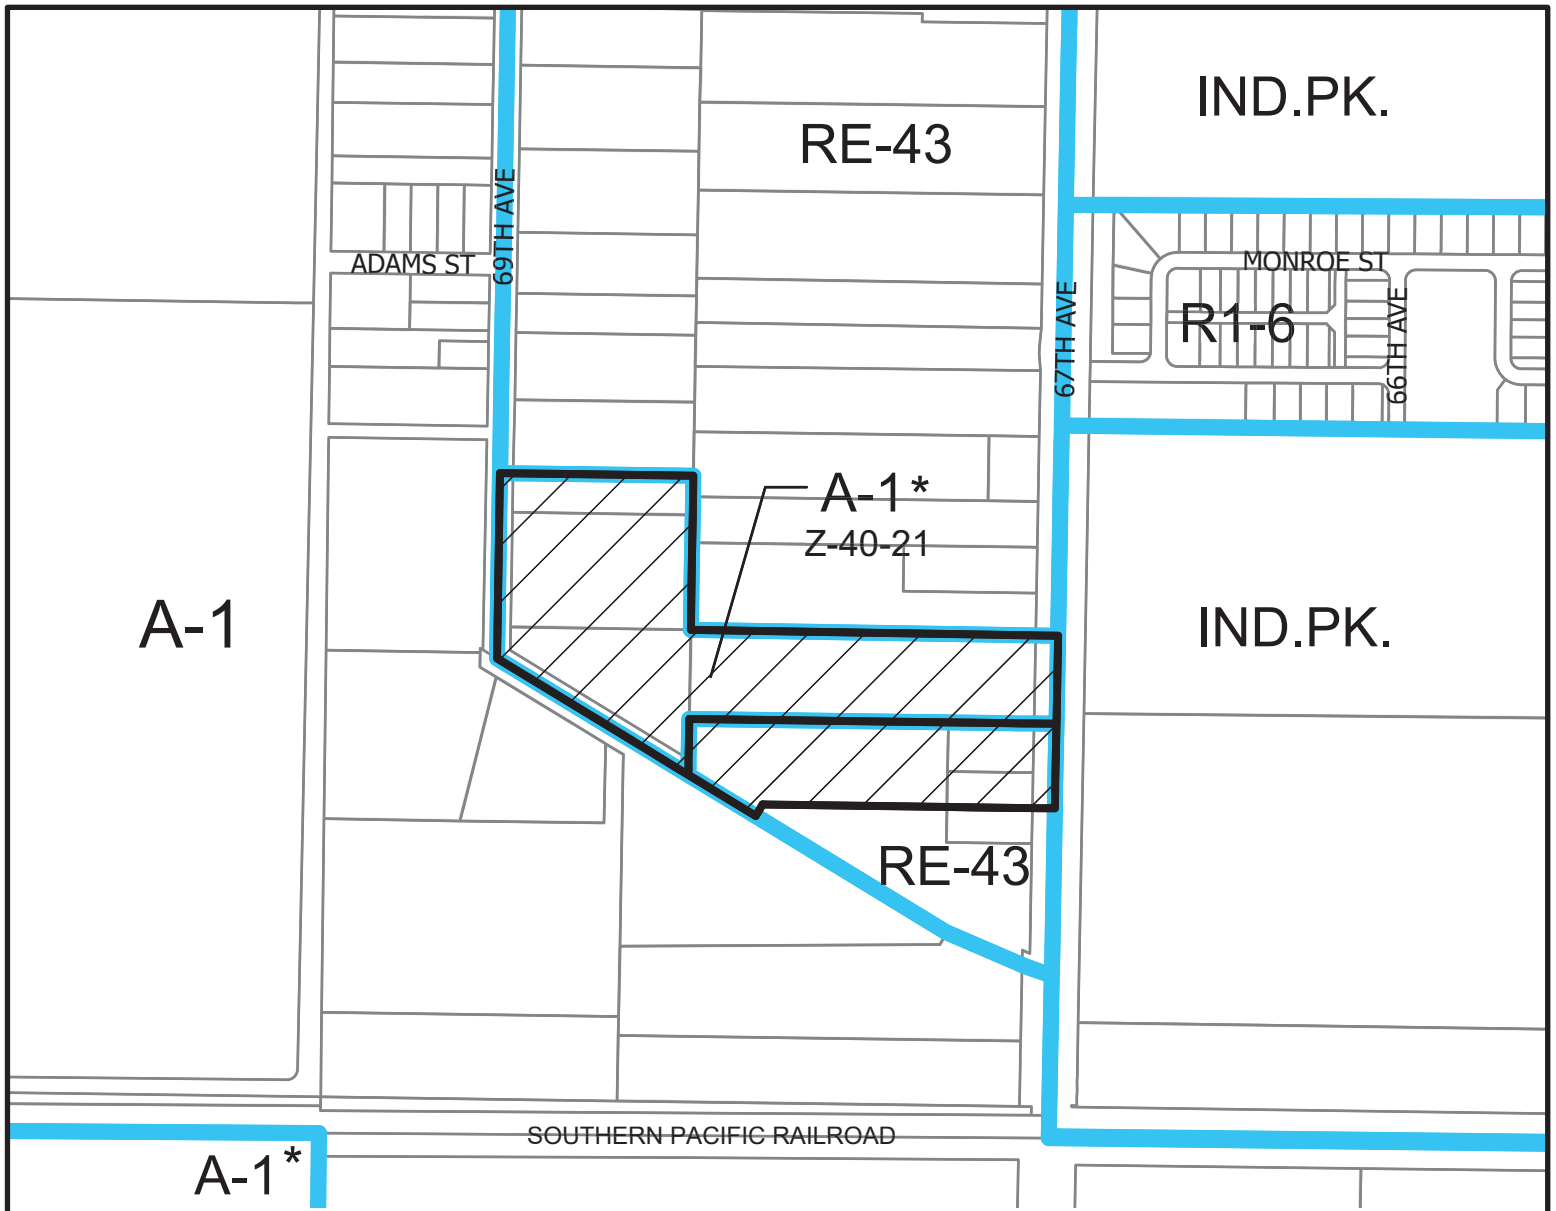 IND.PK.
RE-43
69TH AVE
ADAMS ST
MONROE ST
67TH AVE
R1-6
66TH AVE
A-1*
Z-40-21
A-1
IND.PK.
RE-43
SOUTHERN PACIFIC RAILROAD
A-1*